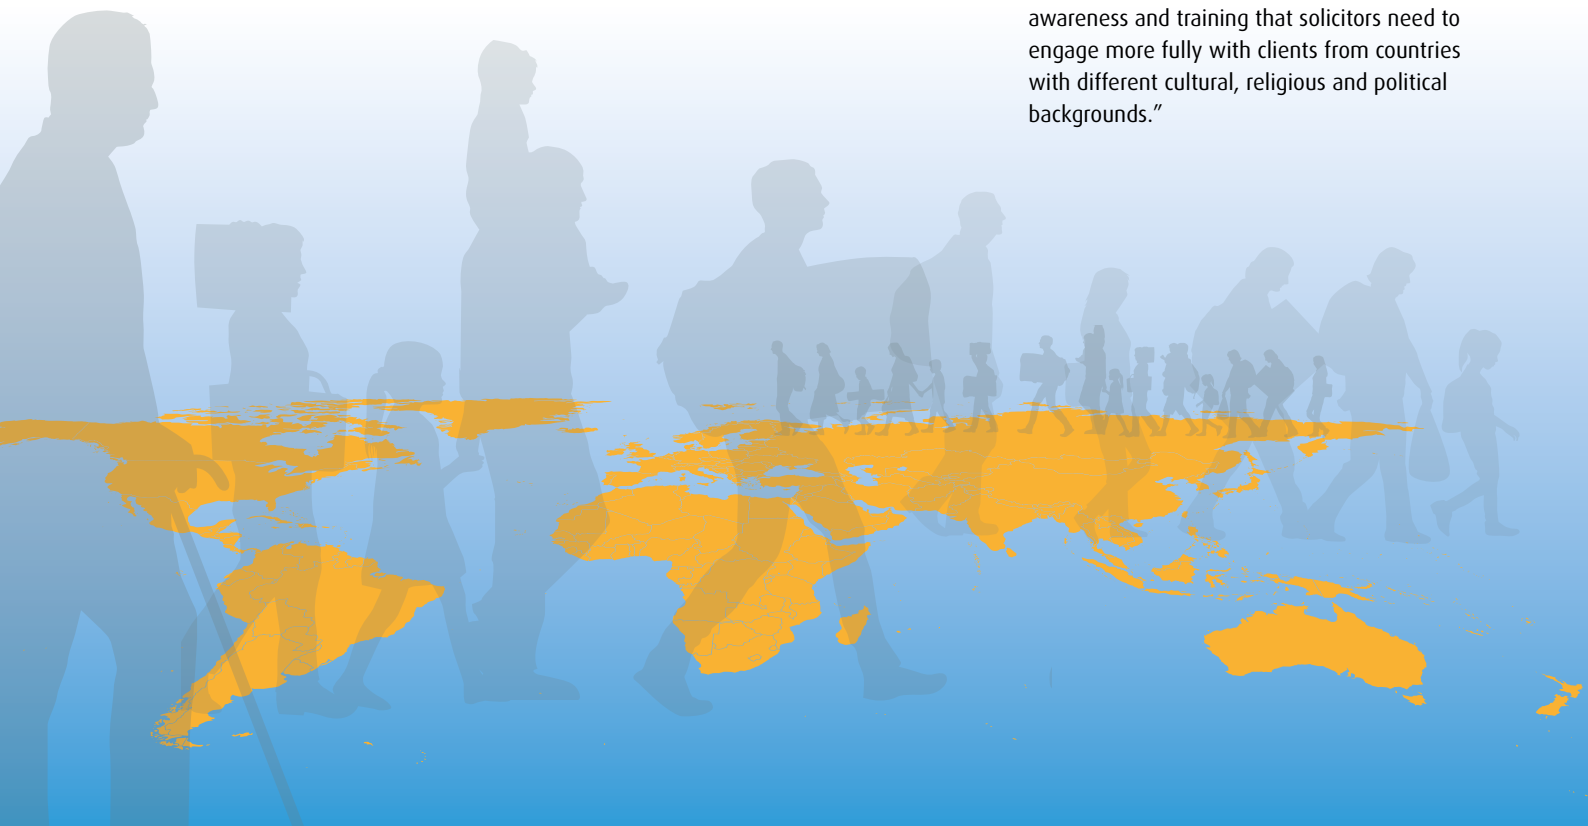 awareness and training that solicitors need to
engage more fully with clients from countries
with different cultural, religious and political
backgrounds.”